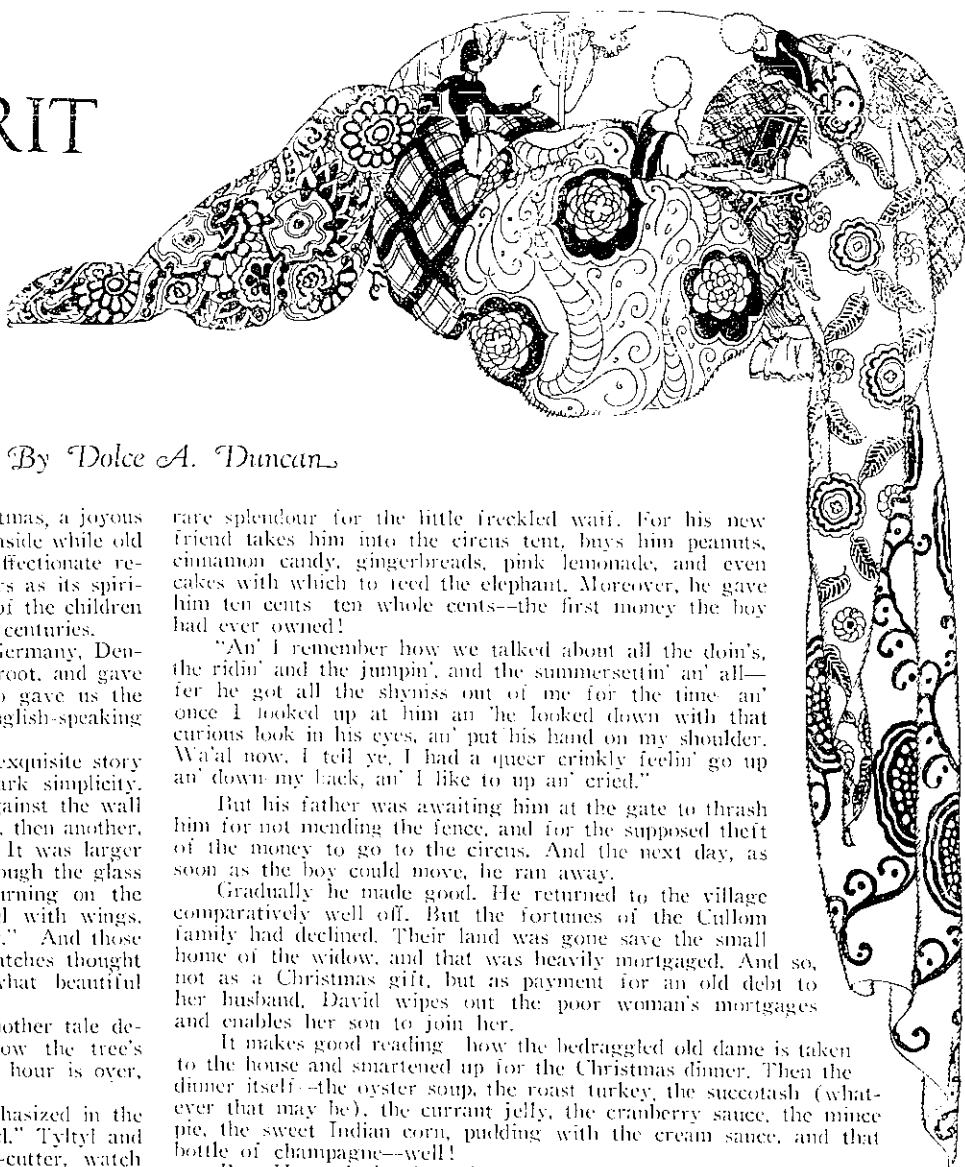 RIT
By Dolce A. Duncan
tmas, a joyous
nside while old
ffectionate re-
rs as its spiri-
of the children
centuries.
Germany, Den-
root, and gave
o gave us the
nglish-speaking
exquisite story
ark simplicity.
gainst the wall
, then another,
It was larger
ough the glass
urning on the
l with wings,
." And those
atches thought
what beautiful
nother tale de-
ow the tree's
hour is over,
hasized in the
l." Tyltyl and
-cutter, watch
rare splendour for the little freckled waif. For his new
friend takes him into the circus tent, buys him peanuts,
cinnamon candy, gingerbreads, pink lemonade, and even
cakes with which to feed the elephant. Moreover, he gave
him ten cents ten whole cents--the first money the boy
had ever owned!
"An' I remember how we talked about all the doin's,
the ridin' and the jumpin', and the summersettin' an' all—
fer he got all the shyniss out of me for the time an'
once I looked up at him an 'he looked down with that
curious look in his eyes, an' put his hand on my shoulder.
Wa'al now, I tell ye, I had a queer crinkly feelin' go up
an' down my back, an' I like to up an' cried."
But his father was awaiting him at the gate to thrash
him for not mending the fence, and for the supposed theft
of the money to go to the circus. And the next day, as
soon as the boy could move, he ran away.
Gradually he made good. He returned to the village
comparatively well off. But the fortunes of the Cullom
family had declined. Their land was gone save the small
home of the widow, and that was heavily mortgaged. And so,
not as a Christmas gift, but as payment for an old debt to
her husband, David wipes out the poor woman's mortgages
and enables her son to join her.
It makes good reading how the bedraggled old dame is taken
to the house and smartened up for the Christmas dinner. Then the
dinner itself--the oyster soup, the roast turkey, the succotash (what-
ever that may be), the currant jelly, the cranberry sauce, the mince
pie, the sweet Indian corn, pudding with the cream sauce, and that
bottle of champagne--well!